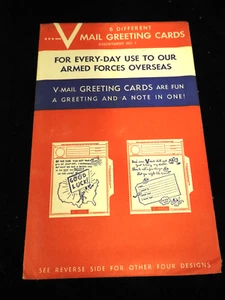 6 DIFFERENT
V MAIL GREETING CARDS
ASSORTMENT NO. 1
FOR EVERY-DAY USE TO OUR
ARMED FORCES OVERSEAS
V-MAIL GREETING CARDS ARE FUN
A GREETING AND A NOTE IN ONE!
GOOD
LUCK!
SEE REVERSE SIDE FOR OTHER FOUR DESIGNS